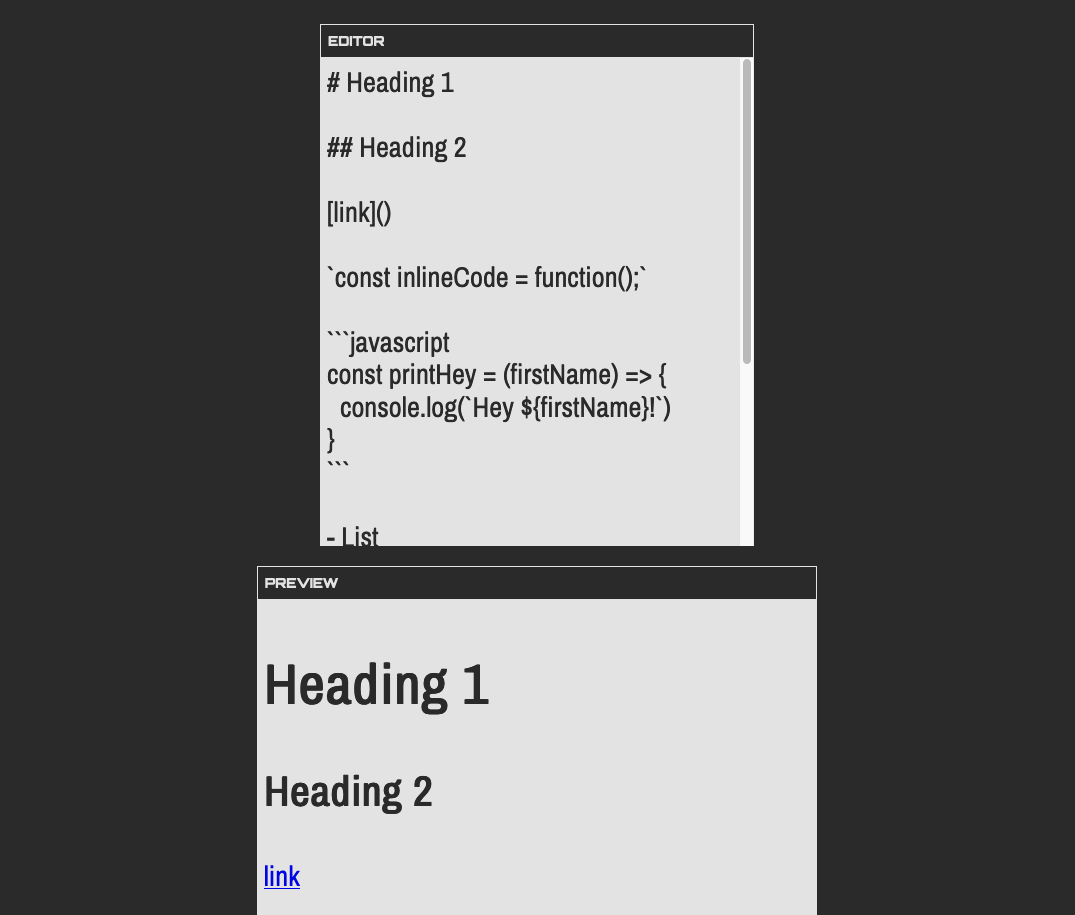 EDITOR
# Heading 1
## Heading 2
[link]()
`const inlineCode = function();`
```javascript
const printHey = (firstName) => {
  console.log(`Hey ${firstName}!`)
}
```
- List
PREVIEW
Heading 1
Heading 2
link